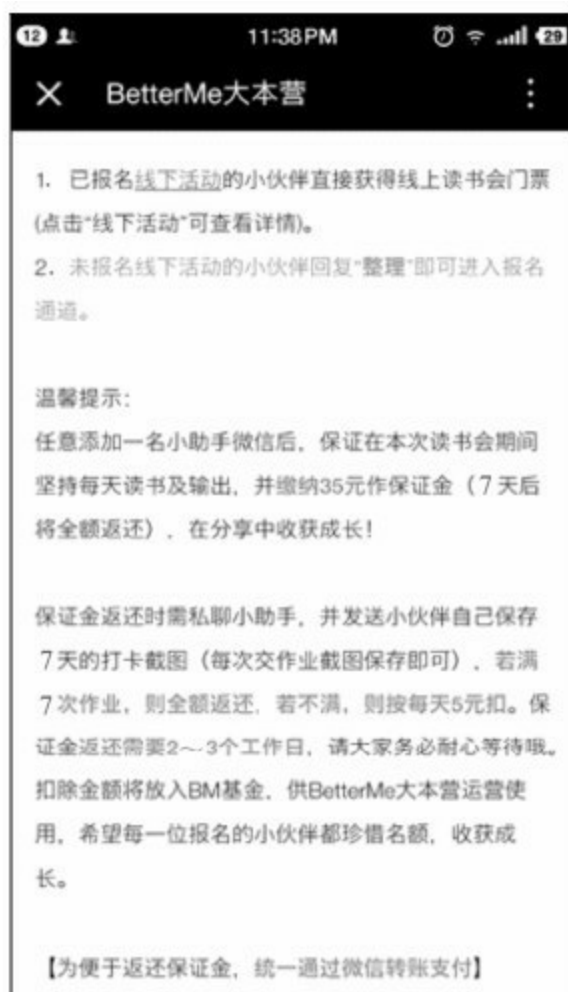 12 11:38PM 29
BetterMe大本营
1. 已报名线下活动的小伙伴直接获得线上读书会门票
(点击“线下活动”可查看详情)。
2. 未报名线下活动的小伙伴回复“整理”即可进入报名
通道。
温馨提示:
任意添加一名小助手微信后,保证在本次读书会期间
坚持每天读书及输出,并缴纳35元作保证金(7天后
将全额返还),在分享中收获成长!
保证金返还时需私聊小助手,并发送小伙伴自己保存
7天的打卡截图(每次交作业截图保存即可),若满
7次作业,则全额返还,若不满,则按每天5元扣。保
证金返还需要2~3个工作日,请大家务必耐心等待哦。
扣除金额将放入BM基金,供BetterMe大本营运营使
用,希望每一位报名的小伙伴都珍惜名额,收获成
长。
【为便于返还保证金,统一通过微信转账支付】